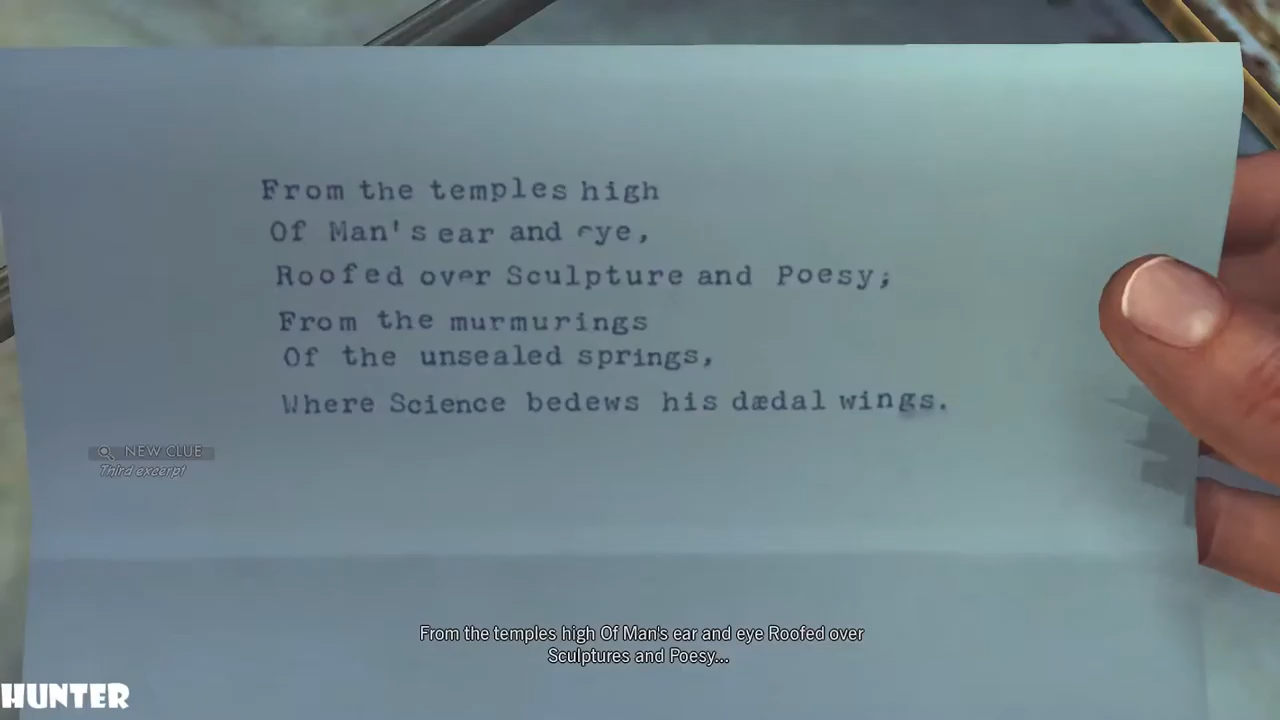 From the temples high
Of Man's ear and eye,
Roofed over Sculpture and Poesy;
From the murmurings
Of the unsealed springs,
Where Science bedews his dædal wings.
NEW CLUE
Third excerpt
From the temples high Of Man's ear and eye Roofed over
Sculptures and Poesy...
HUNTER